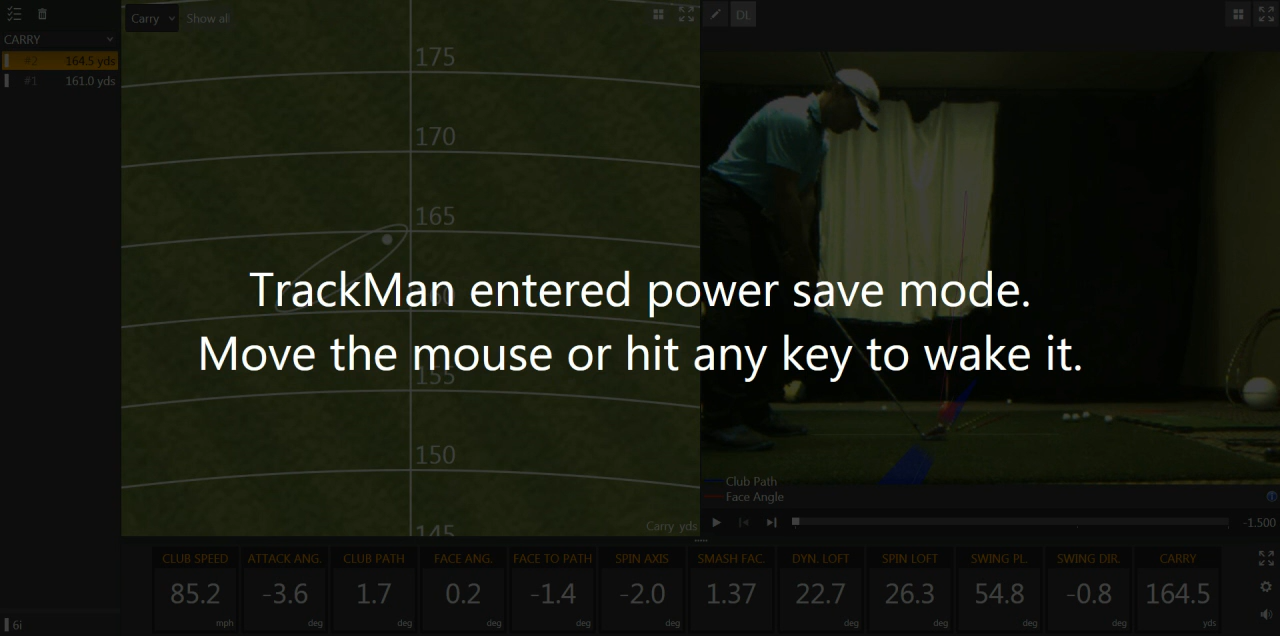 CARRY
#2 164.5 yds
#1 161.0 yds
6i
Carry Show all
175
170
165
155
150
145
Carry yds
TrackMan entered power save mode.
Move the mouse or hit any key to wake it.
DL
Club Path
Face Angle
-1.500
CLUB SPEED ATTACK ANG. CLUB PATH FACE ANG. FACE TO PATH SPIN AXIS SMASH FAC. DYN. LOFT SPIN LOFT SWING PL. SWING DIR. CARRY
85.2 -3.6 1.7 0.2 -1.4 -2.0 1.37 22.7 26.3 54.8 -0.8 164.5
mph deg deg deg deg deg deg deg deg deg yds